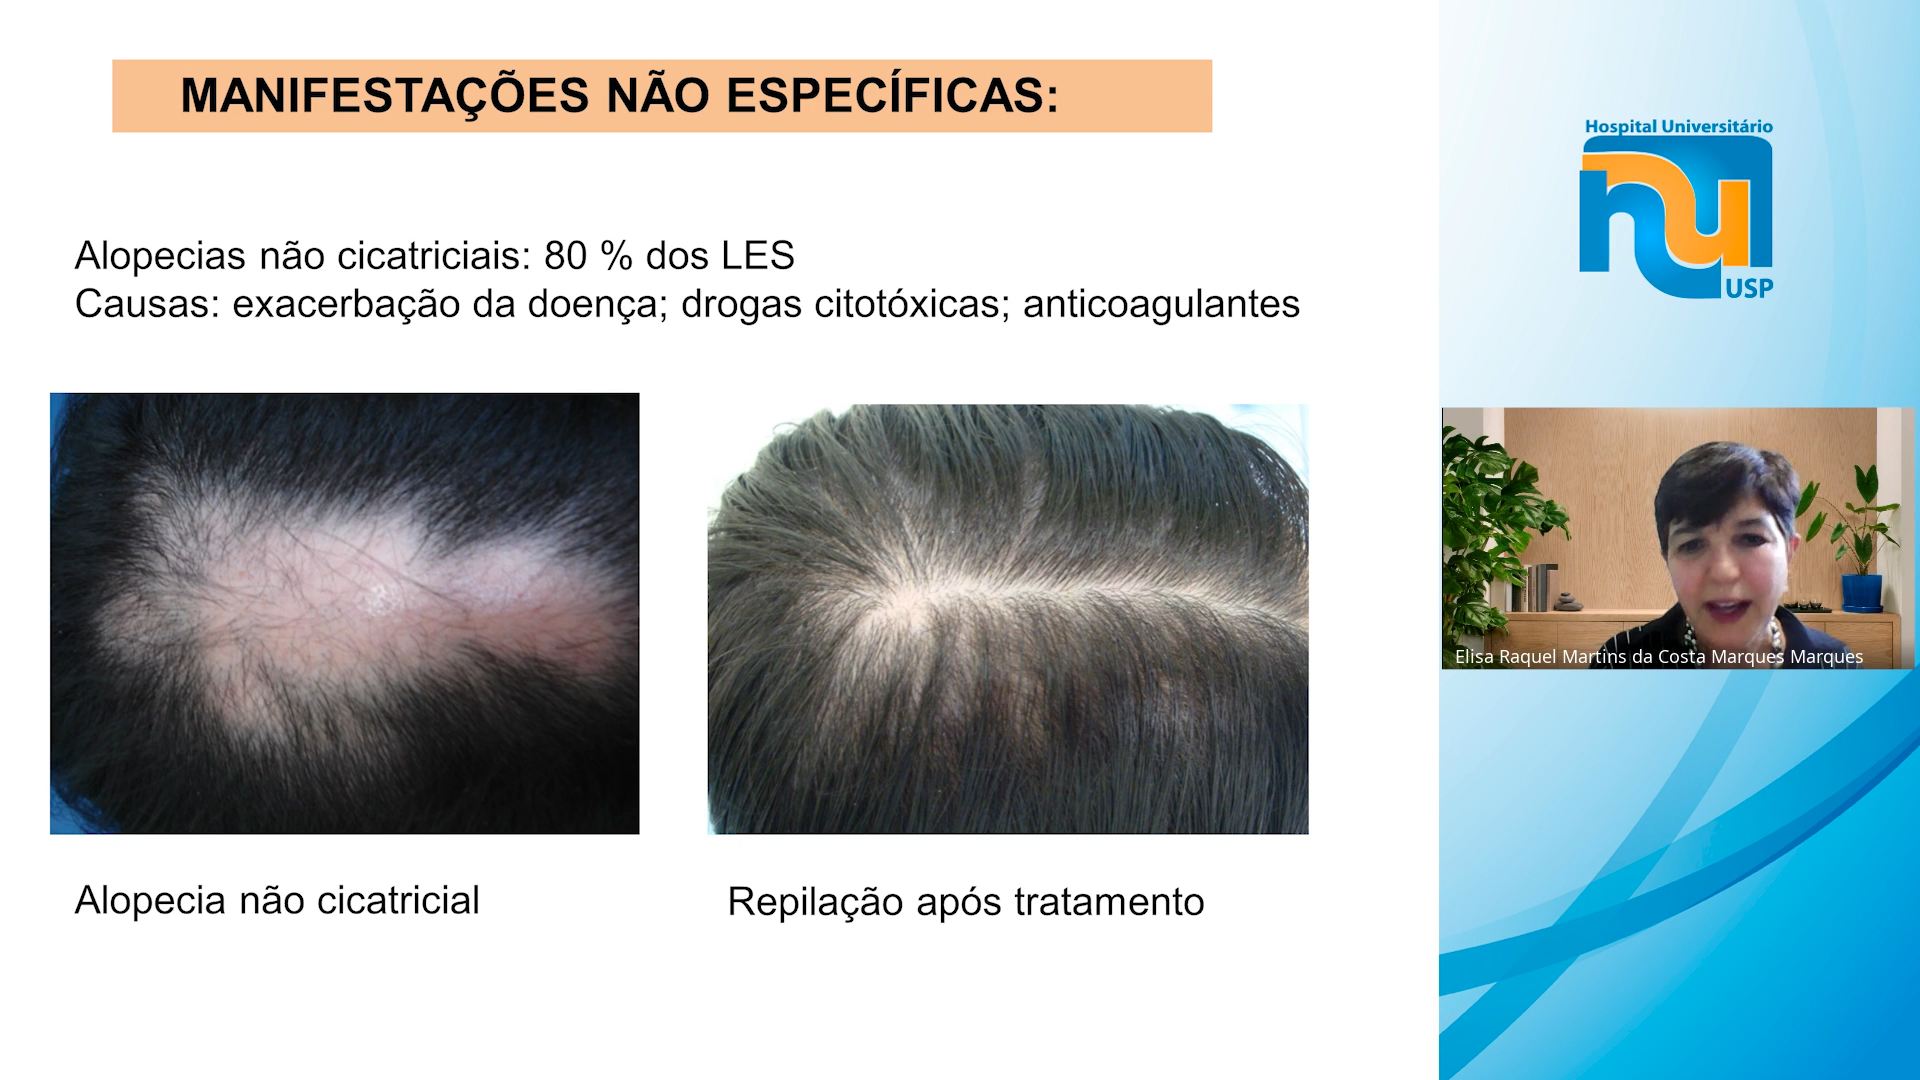 MANIFESTAÇÕES NÃO ESPECÍFICAS:
Alopecias não cicatriciais: 80 % dos LES
Causas: exacerbação da doença; drogas citotóxicas; anticoagulantes
Alopecia não cicatricial
Repilação após tratamento
Hospital Universitário
hu
USP
Elisa Raquel Martins da Costa Marques Marques